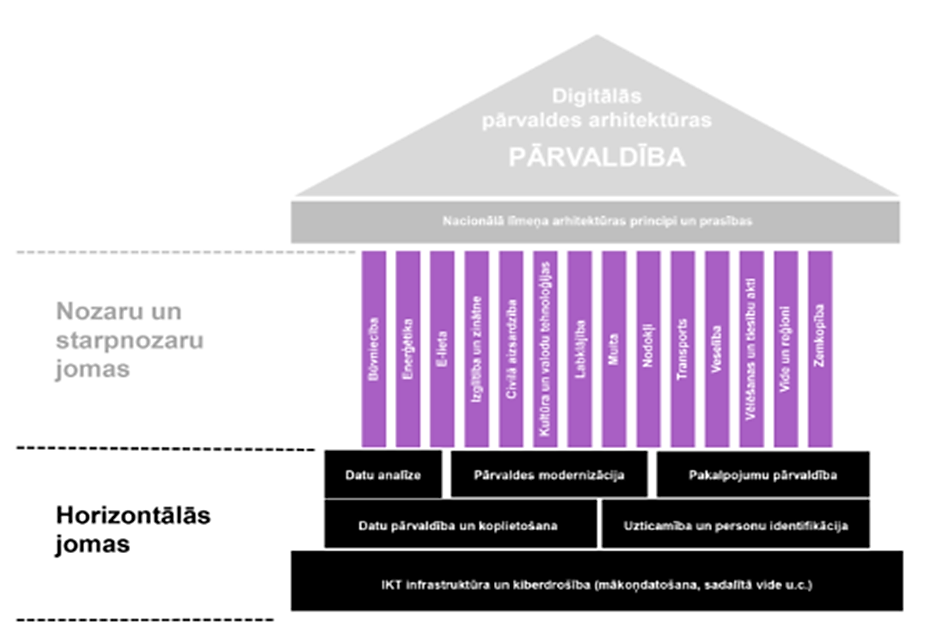 Digitālās
pārvaldes arhitektūras
PĀRVALDĪBA
Nacionālā līmeņa arhitektūras principi un prasības
Nozaru un
starpnozaru
jomas
Būvniecība
Enerģētika
E-lieta
Izglītība un zinātne
Civilā aizsardzība
Kultūra un valodu tehnoloģijas
Labklājība
Muita
Nodokļi
Transports
Veselība
Vēlēšanas un tiesību akti
Vide un reģioni
Zemkopība
Horizontālās
jomas
Datu analīze
Pārvaldes modernizācija
Pakalpojumu pārvaldība
Datu pārvaldība un koplietošana
Uzticamība un personu identifikācija
IKT infrastruktūra un kiberdrošība (mākoņdatošana, sadalītā vide u.c.)